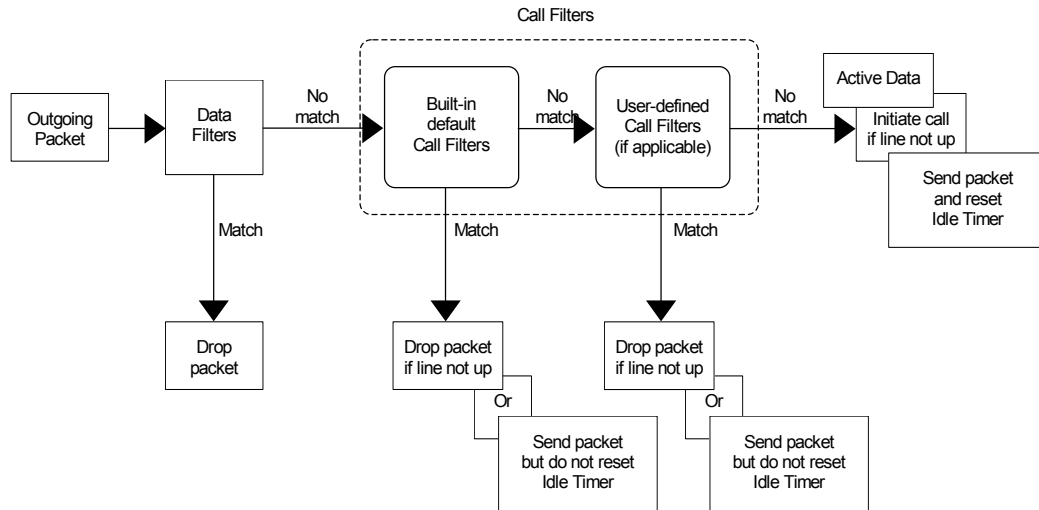 Call Filters
Outgoing
Packet
Data
Filters
No
match
Built-in
default
Call Filters
No
match
User-defined
Call Filters
(if applicable)
No
match
Active Data
Initiate call
if line not up
Send packet
and reset
Idle Timer
Match
Match
Match
Drop
packet
Drop packet
if line not up
Or
Send packet
but do not reset
Idle Timer
Drop packet
if line not up
Or
Send packet
but do not reset
Idle Timer